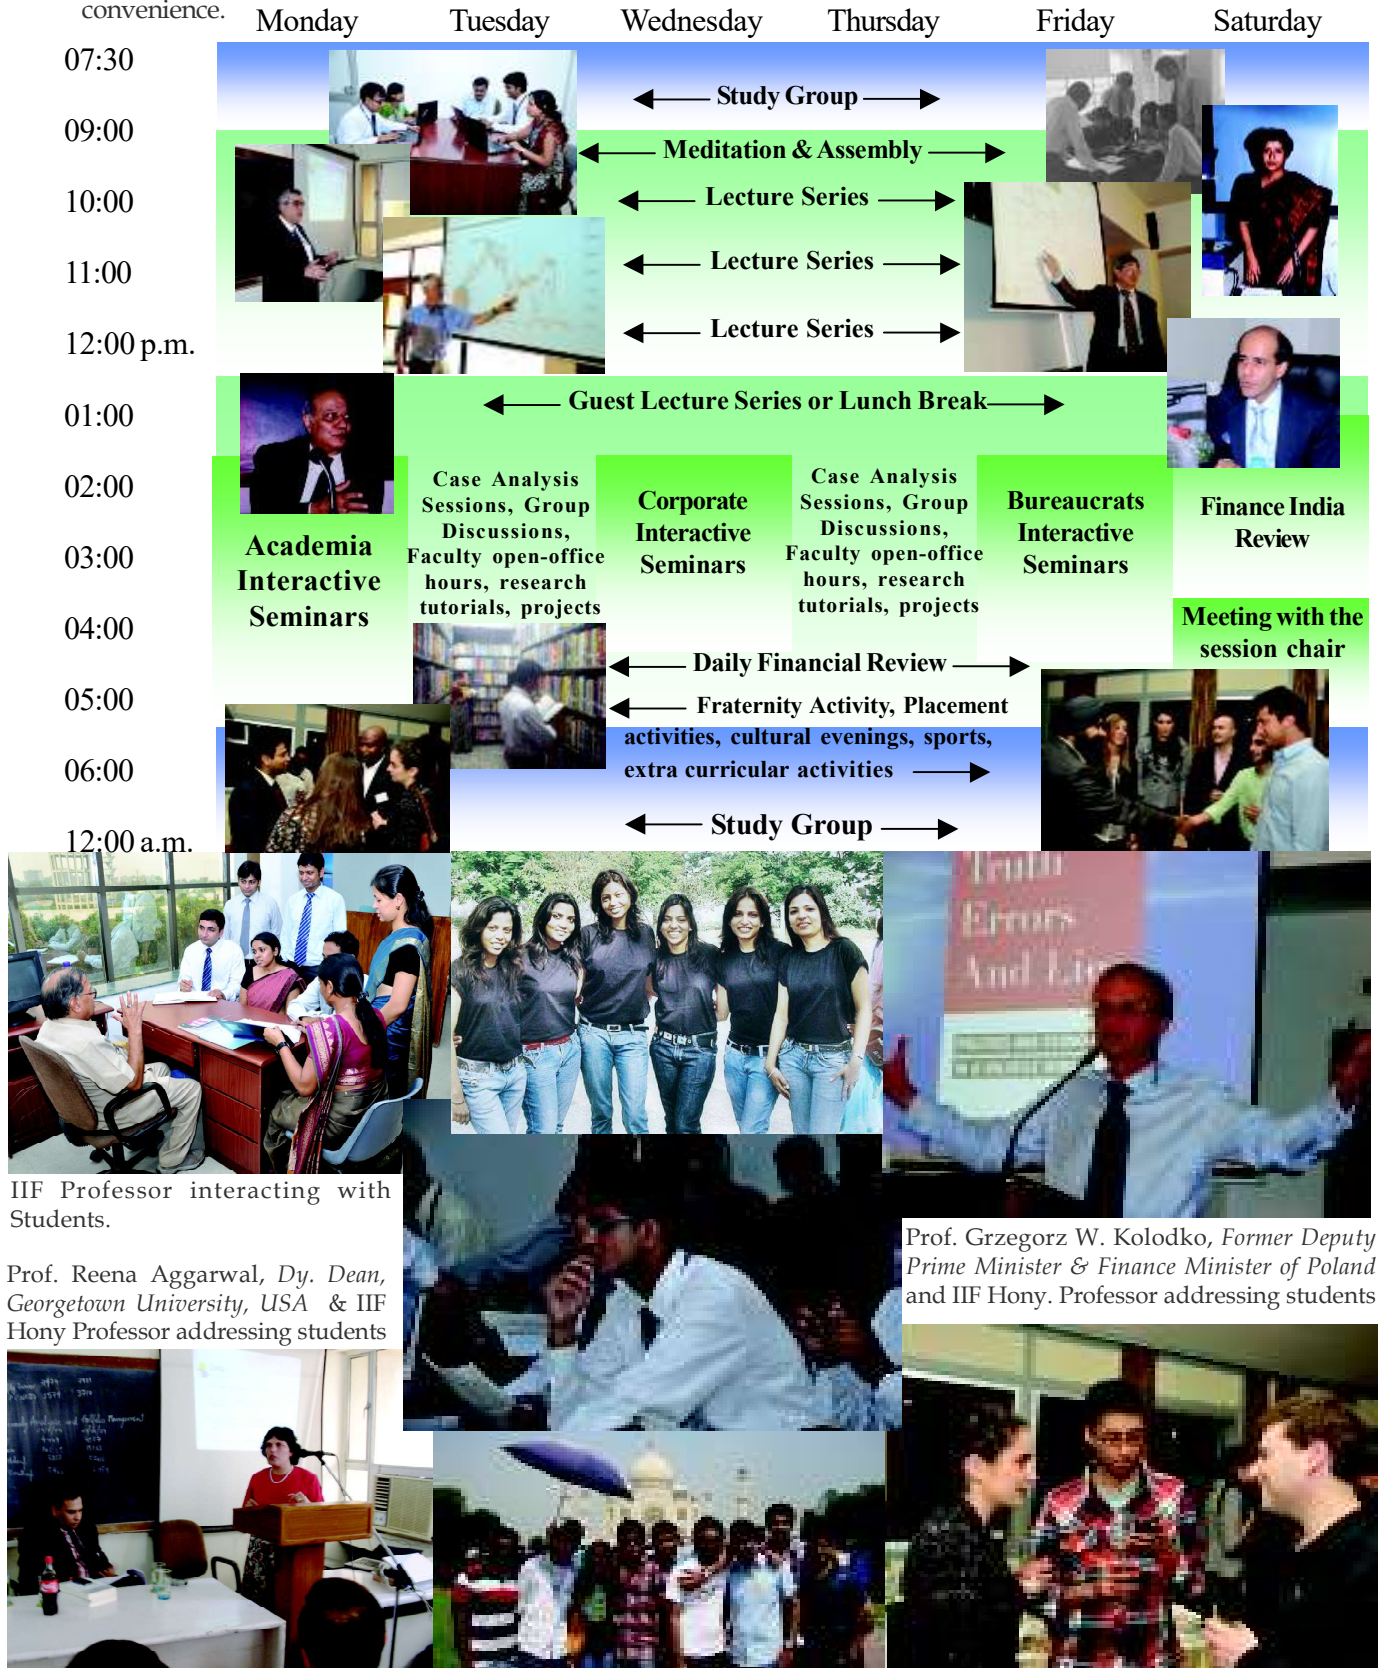 convenience.
Monday Tuesday Wednesday Thursday Friday Saturday
07:30
Study Group
09:00
Meditation & Assembly
10:00
Lecture Series
11:00
Lecture Series
12:00 p.m.
Lecture Series
01:00
Guest Lecture Series or Lunch Break
02:00
03:00
04:00
05:00
06:00
12:00 a.m.
Academia
Interactive
Seminars
Case Analysis
Sessions, Group
Discussions,
Faculty open-office
hours, research
tutorials, projects
Corporate
Interactive
Seminars
Case Analysis
Sessions, Group
Discussions,
Faculty open-office
hours, research
tutorials, projects
Bureaucrats
Interactive
Seminars
Finance India
Review
Meeting with the
session chair
Daily Financial Review
Fraternity Activity, Placement
activities, cultural evenings, sports,
extra curricular activities
Study Group
Truth
Errors
And Lies
IIF Professor interacting with
Students.
Prof. Reena Aggarwal, Dy. Dean,
Georgetown University, USA & IIF
Hony Professor addressing students
Prof. Grzegorz W. Kolodko, Former Deputy
Prime Minister & Finance Minister of Poland
and IIF Hony. Professor addressing students